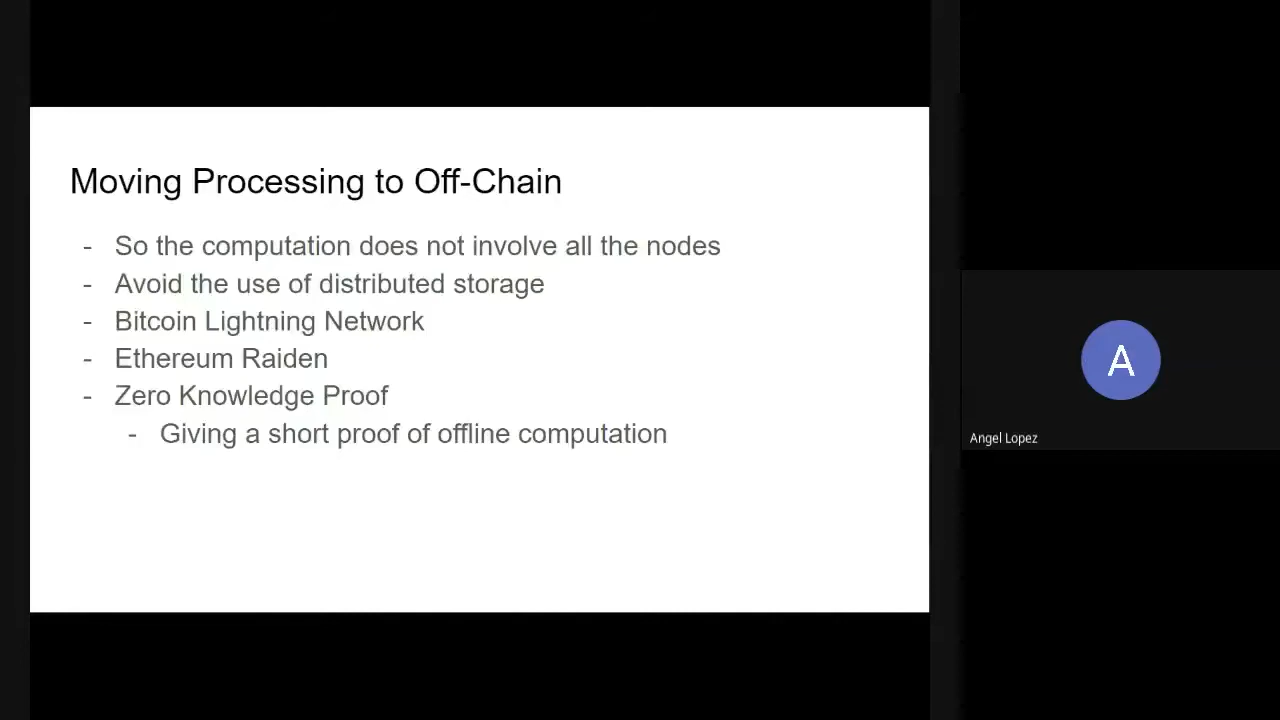 Moving Processing to Off-Chain
- So the computation does not involve all the nodes
- Avoid the use of distributed storage
- Bitcoin Lightning Network
- Ethereum Raiden
- Zero Knowledge Proof
- Giving a short proof of offline computation
A
Angel Lopez